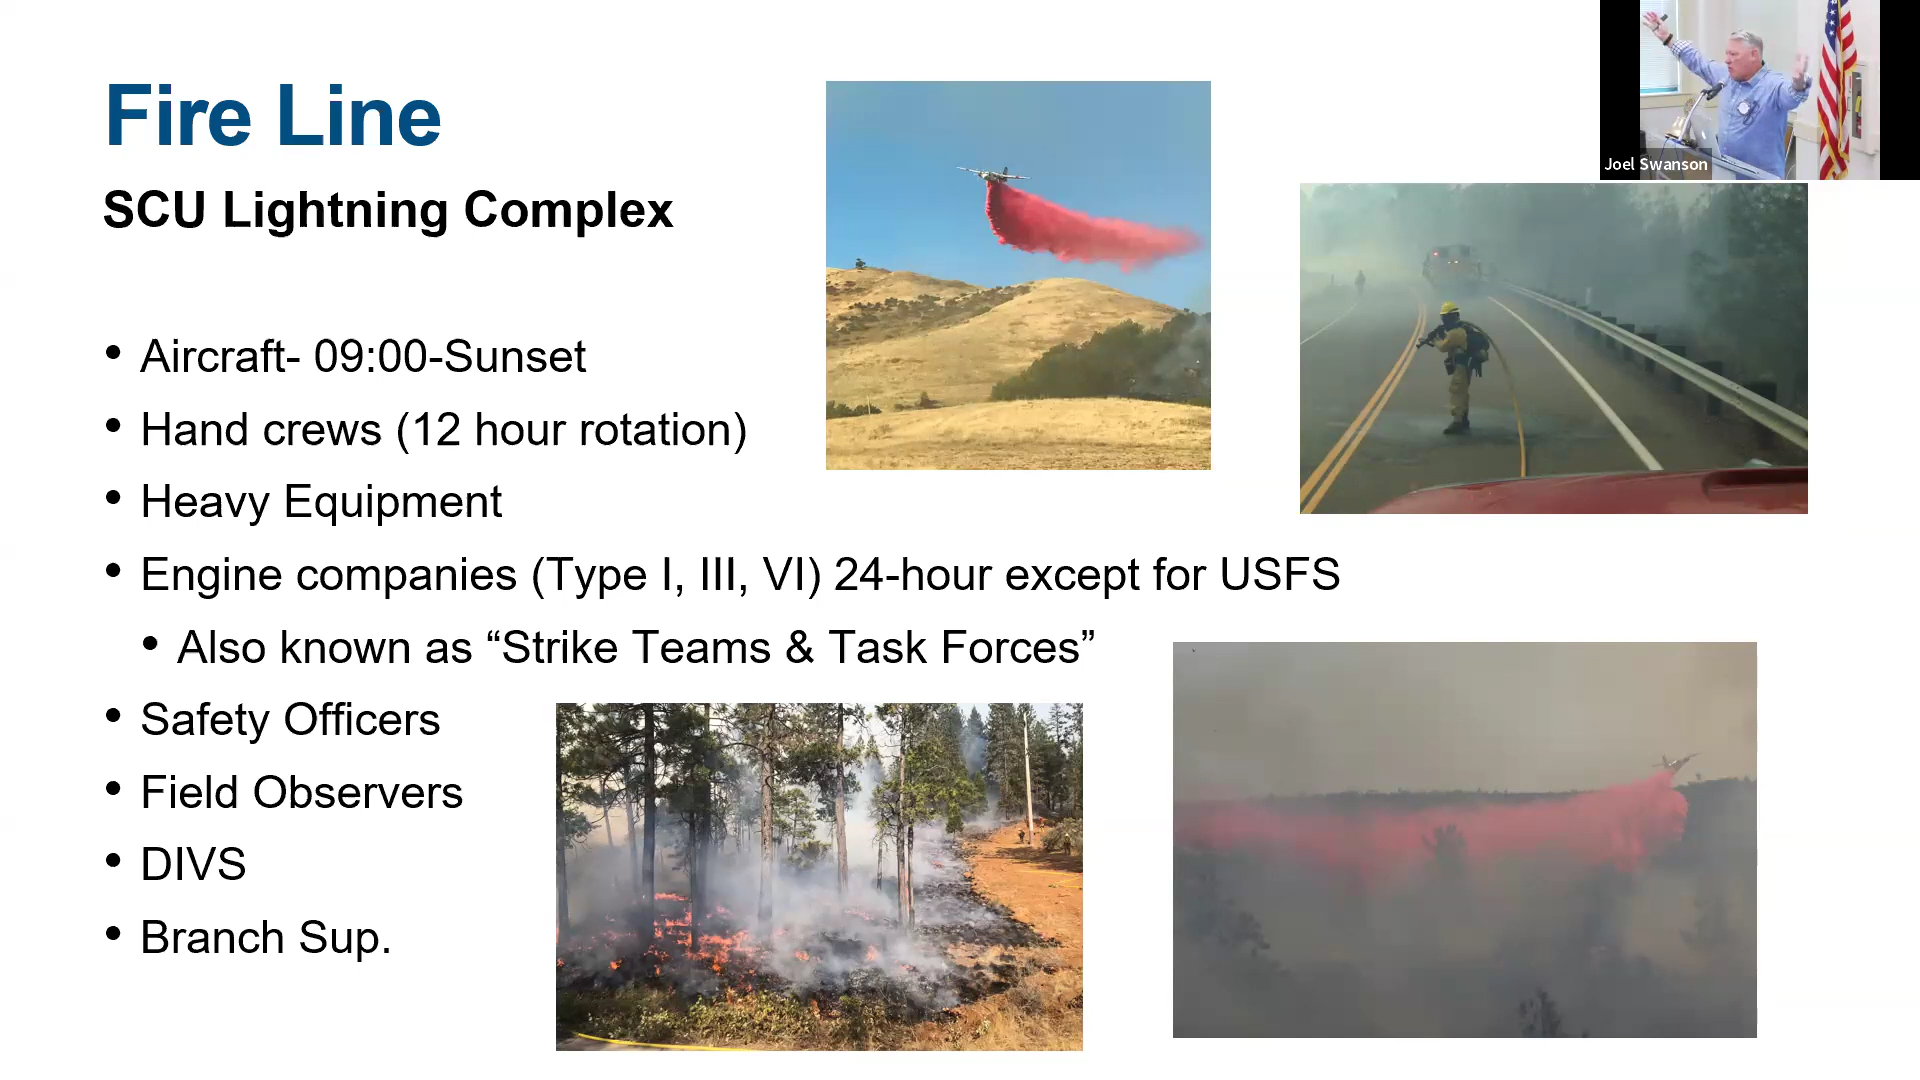 Fire Line
SCU Lightning Complex
• Aircraft- 09:00-Sunset
• Hand crews (12 hour rotation)
• Heavy Equipment
• Engine companies (Type I, III, VI) 24-hour except for USFS
• Also known as “Strike Teams & Task Forces”
• Safety Officers
• Field Observers
• DIVS
• Branch Sup.
Joel Swanson